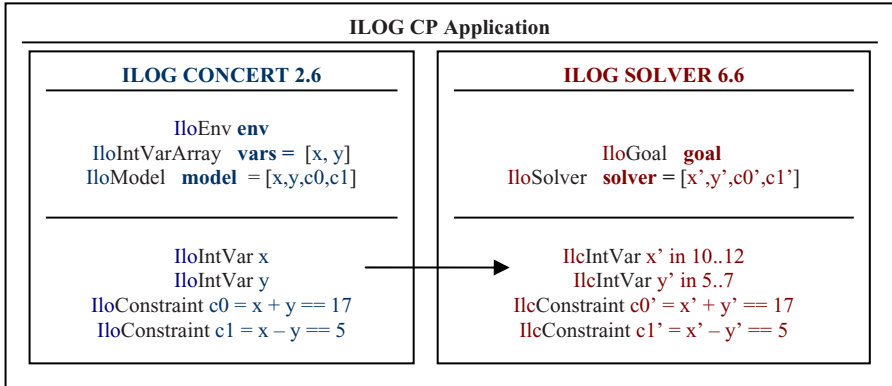 ILOG CP Application
ILOG CONCERT 2.6
IloEnv env
IloIntVarArray vars = [x, y]
IloModel model = [x,y,c0,c1]
IloIntVar x
IloIntVar y
IloConstraint c0 = x + y == 17
IloConstraint c1 = x – y == 5
ILOG SOLVER 6.6
IloGoal goal
IloSolver solver = [x’,y’,c0’,c1’]
IlcIntVar x’ in 10..12
IlcIntVar y’ in 5..7
IlcConstraint c0’ = x’ + y’ == 17
IlcConstraint c1’ = x’ – y’ == 5